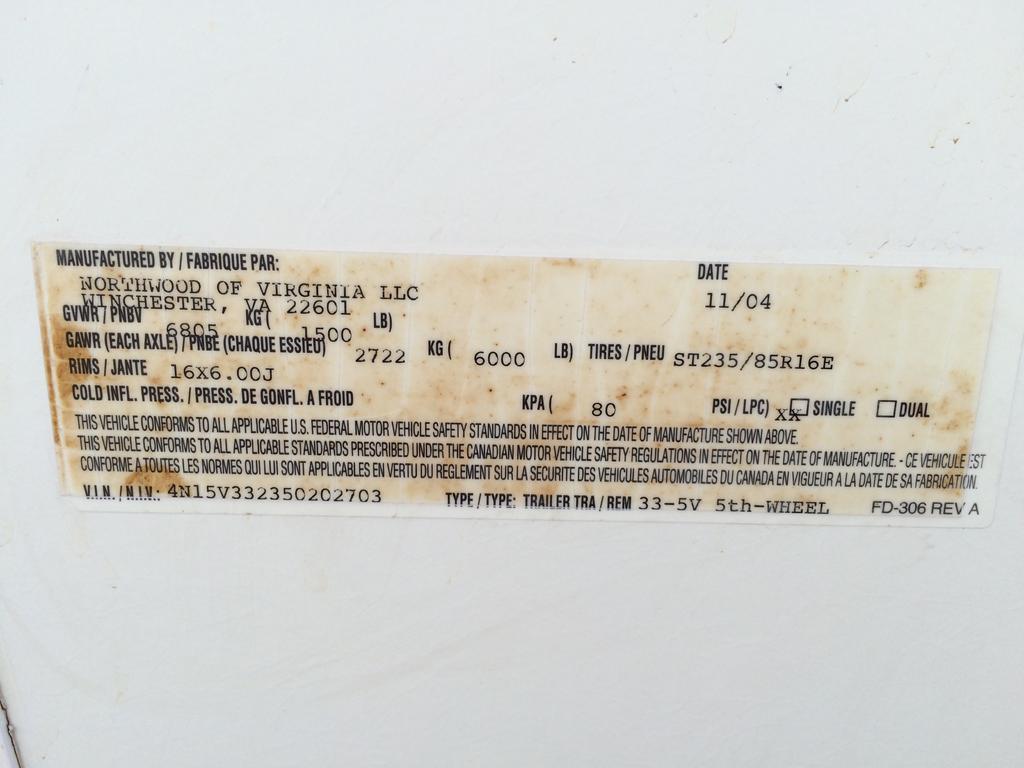 MANUFACTURED BY / FABRIQUE PAR: DATE
NORTHWOOD OF VIRGINIA LLC 11/04
WINCHESTER, VA 22601
GVWR / PNBV 6805 KG ( 1500 LB)
GAWR (EACH AXLE) / PNBE (CHAQUE ESSIEU) 2722 KG ( 6000 LB) TIRES / PNEU ST235/85R16E
RIMS / JANTE 16X6.00J
COLD INFL. PRESS. / PRESS. DE GONFL. A FROID KPA ( 80 PSI / LPC) xx SINGLE DUAL
THIS VEHICLE CONFORMS TO ALL APPLICABLE U.S. FEDERAL MOTOR VEHICLE SAFETY STANDARDS IN EFFECT ON THE DATE OF MANUFACTURE SHOWN ABOVE.
THIS VEHICLE CONFORMS TO ALL APPLICABLE STANDARDS PRESCRIBED UNDER THE CANADIAN MOTOR VEHICLE SAFETY REGULATIONS IN EFFECT ON THE DATE OF MANUFACTURE. - CE VEHICULE EST
CONFORME A TOUTES LES NORMES QUI LUI SONT APPLICABLES EN VERTU DU REGLEMENT SUR LA SECURITE DES VEHICULES AUTOMOBILES DU CANADA EN VIGUEUR A LA DATE DE SA FABRICATION.
V.I.N. / N.I.V.: 4N15V332350202703 TYPE / TYPE: TRAILER TRA / REM 33-5V 5th-WHEEL FD-306 REV A